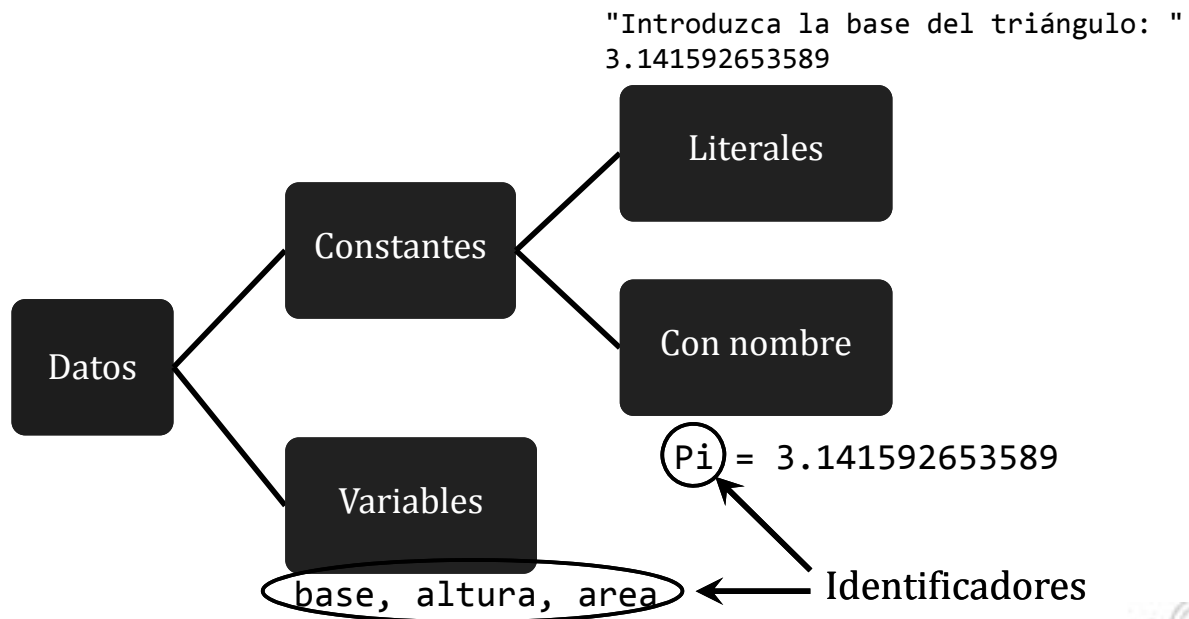 "Introduzca la base del triángulo: "
3.141592653589
Literales
Constantes
Con nombre
Datos
Pi = 3.141592653589
Variables
base, altura, area
Identificadores